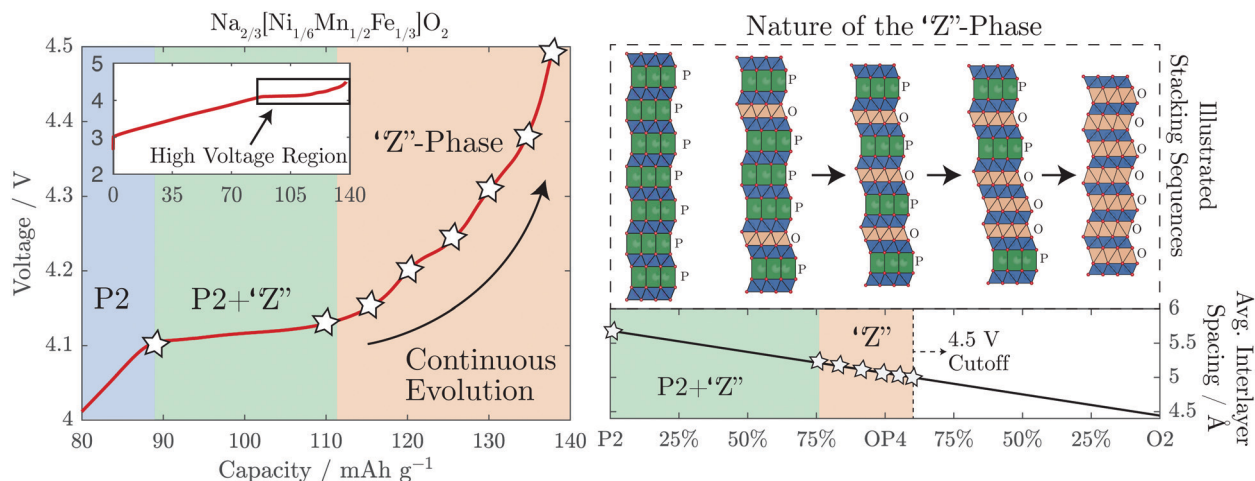 Na2/3[Ni1/6Mn1/2Fe1/3]O2
Voltage / V
4.5
4.4
4.3
4.2
4.1
4
5
4
3
2
0
35
70
105
140
High Voltage Region
P2
P2+‘Z”
‘Z”-Phase
Continuous
Evolution
80
90
100
110
120
130
140
Capacity / mAh g−1
Nature of the ‘Z”-Phase
P
P
P
P
P
P
P
P
O
P
P
P
O
P
P
O
P
O
P
P
P
O
P
O
O
O
P
O
O
O
O
O
O
Illustrated
Stacking Sequences
P2+‘Z”
‘Z”
4.5 V
Cutoff
6
5.5
5
4.5
Avg. Interlayer
Spacing / Å
P2
25%
50%
75%
OP4
75%
50%
25%
O2